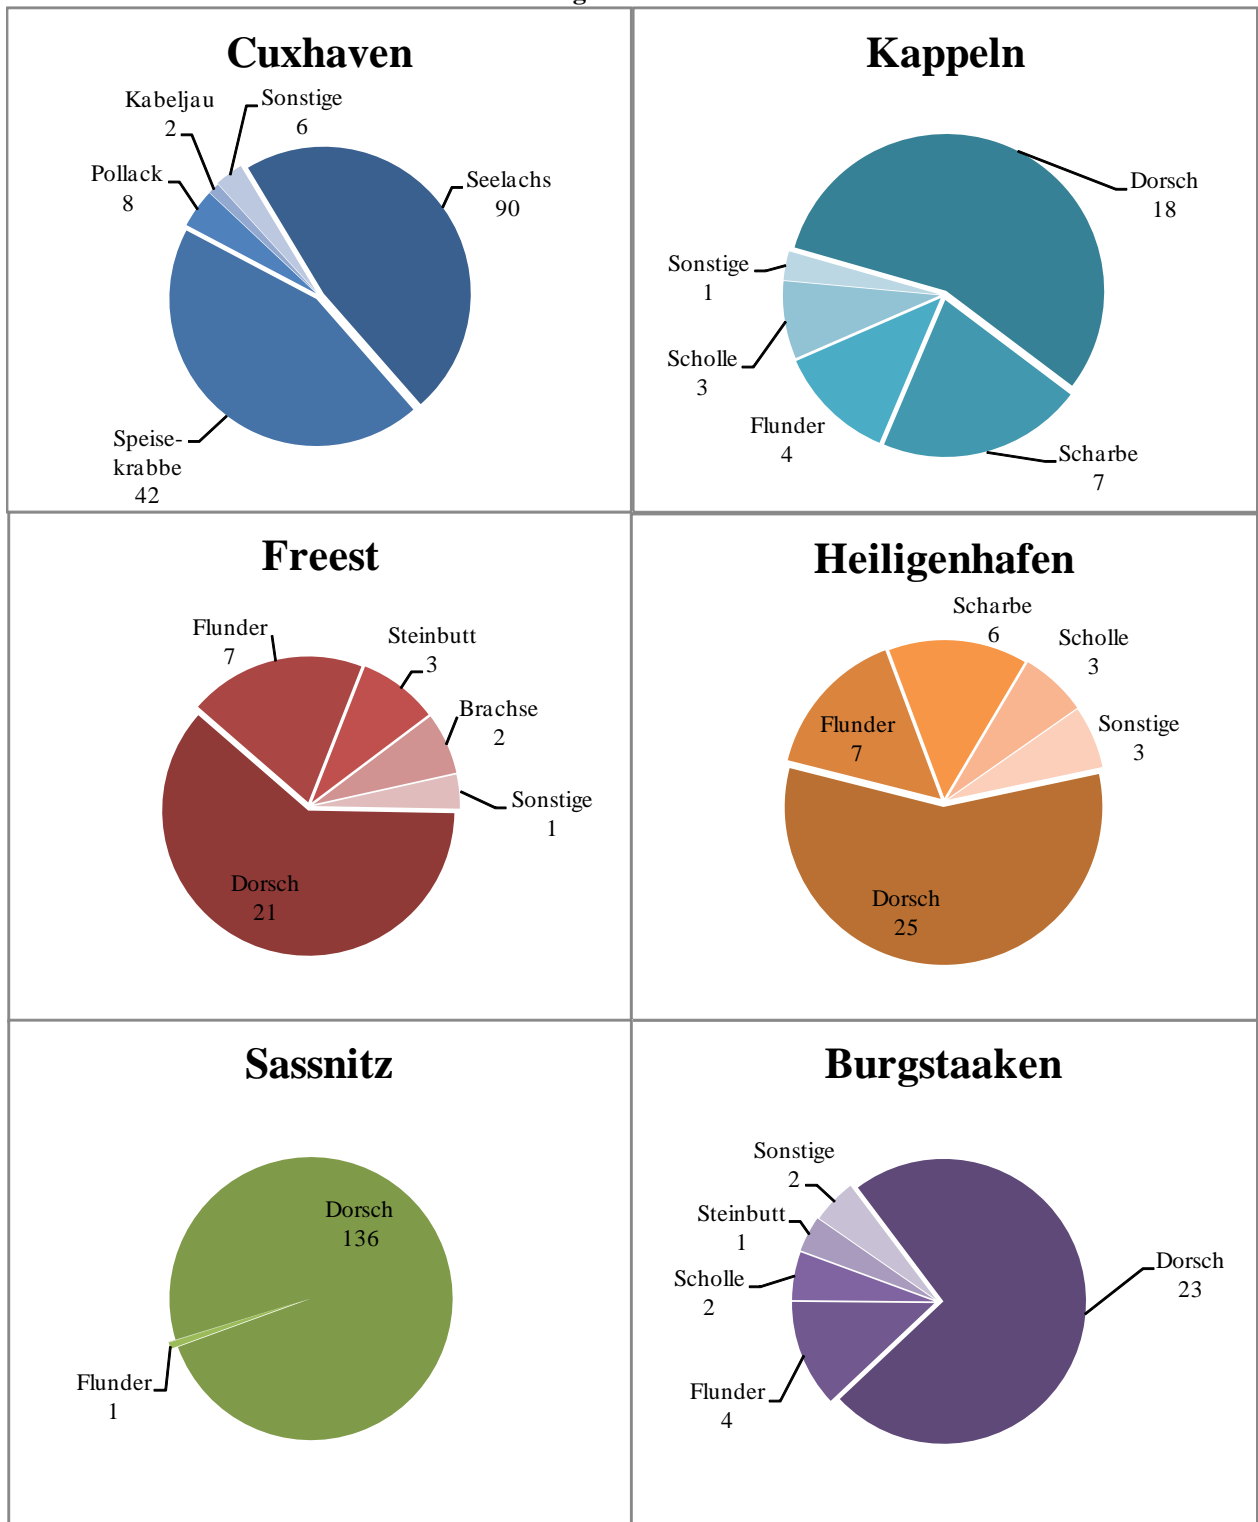 g
Cuxhaven
Kabeljau
2
Sonstige
6
Pollack
8
Seelachs
90
Speise-
krabbe
42
Kappeln
Dorsch
18
Sonstige
1
Scholle
3
Flunder
4
Scharbe
7
Freest
Flunder
7
Steinbutt
3
Brachse
2
Sonstige
1
Dorsch
21
Heiligenhafen
Scharbe
6
Scholle
3
Sonstige
3
Flunder
7
Dorsch
25
Sassnitz
Dorsch
136
Flunder
1
Burgstaaken
Sonstige
2
Steinbutt
1
Scholle
2
Flunder
4
Dorsch
23